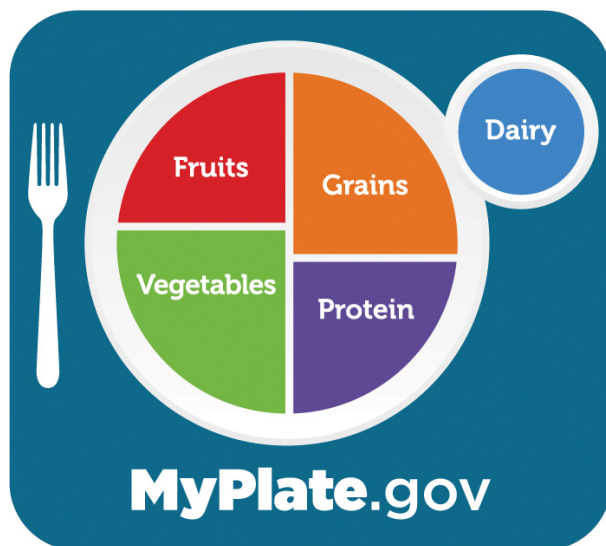 Dairy
Fruits
Grains
Vegetables
Protein
MyPlate.gov